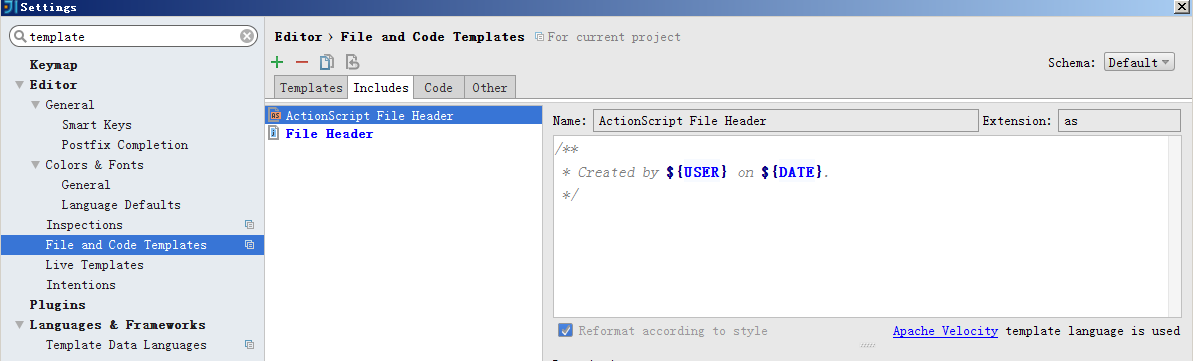 Settings
template
Keymap
Editor
General
Smart Keys
Postfix Completion
Colors & Fonts
General
Language Defaults
Inspections
File and Code Templates
Live Templates
Intentions
Plugins
Languages & Frameworks
Template Data Languages
Editor › File and Code Templates For current project
Schema: Default
Templates Includes Code Other
ActionScript File Header
File Header
Name: ActionScript File Header Extension: as
/**
* Created by ${USER} on ${DATE}.
*/
Reformat according to style Apache Velocity template language is used